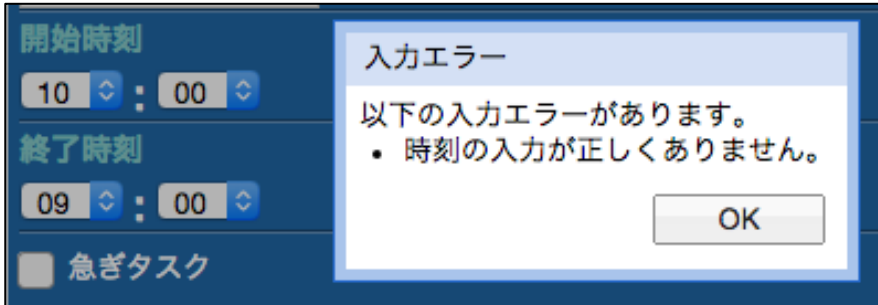 開始時刻
10 : 00
終了時刻
09 : 00
急ぎタスク
入力エラー
以下の入力エラーがあります。
• 時刻の入力が正しくありません。
OK